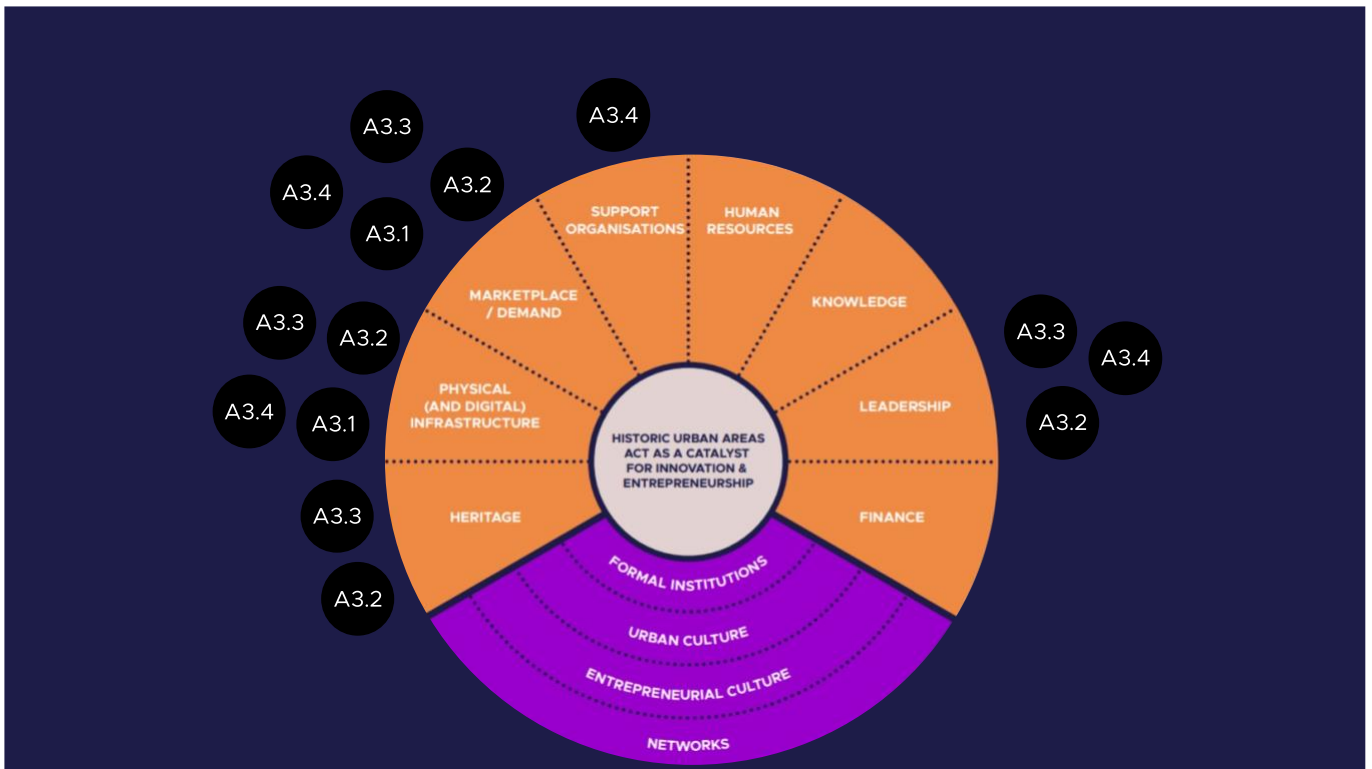 A3.4
A3.3
A3.2
A3.4
A3.1
SUPPORT
ORGANISATIONS
HUMAN
RESOURCES
MARKETPLACE
/ DEMAND
KNOWLEDGE
A3.3
A3.2
A3.4
A3.1
A3.3
A3.4
A3.2
PHYSICAL
(AND DIGITAL)
INFRASTRUCTURE
LEADERSHIP
HISTORIC URBAN AREAS
ACT AS A CATALYST
FOR INNOVATION &
ENTREPRENEURSHIP
A3.3
A3.2
HERITAGE
FINANCE
FORMAL INSTITUTIONS
URBAN CULTURE
ENTREPRENEURIAL CULTURE
NETWORKS